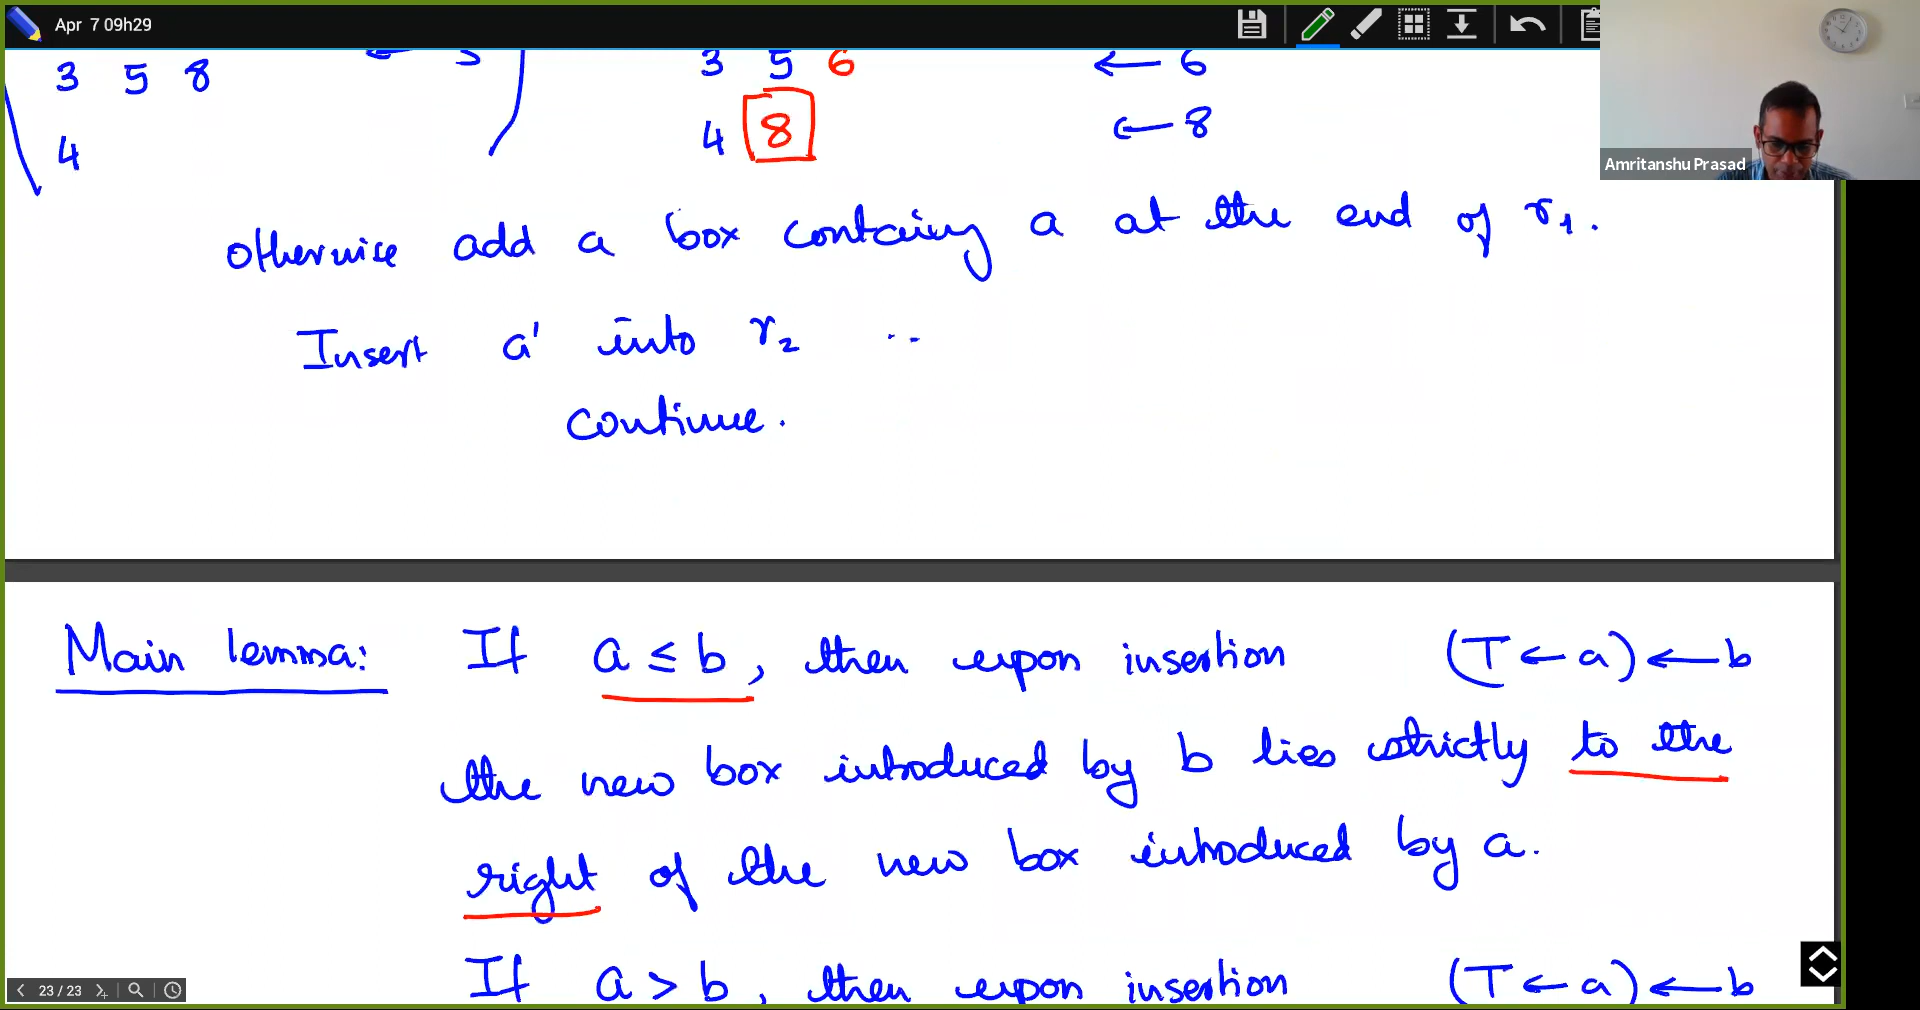 Apr 7 09h29
3 5 8
3 5 6 ← 6
4
4 8 ← 8
Amritanshu Prasad
otherwise add a box containing a at the end of r₁.
Insert a' into r₂ ..
continue.
Main lemma: If a ≤ b, then upon insertion (T ← a) ← b
the new box introduced by b lies strictly to the
right of the new box introduced by a.
If a > b, then upon insertion (T ← a) ← b
23 / 23